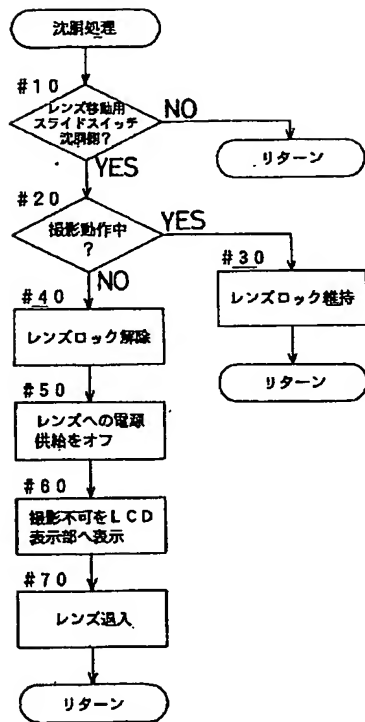 沈胴処理
#10
レンズ移動用
スライドスイッチ
沈胴側?
NO
リターン
YES
#20
撮影動作中
?
YES
#30
レンズロック維持
リターン
NO
#40
レンズロック解除
#50
レンズへの電源
供給をオフ
#60
撮影不可をLCD
表示部へ表示
#70
レンズ退入
リターン